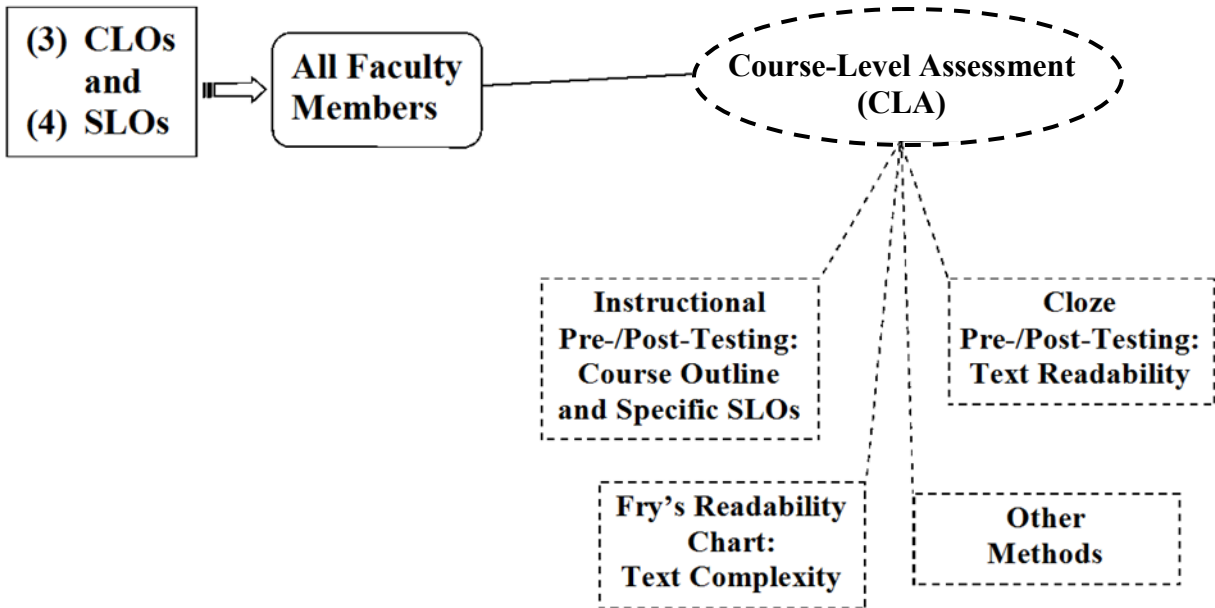 (3) CLOs
and
(4) SLOs
All Faculty
Members
Course-Level Assessment
(CLA)
Instructional
Pre-/Post-Testing:
Course Outline
and Specific SLOs
Cloze
Pre-/Post-Testing:
Text Readability
Fry’s Readability
Chart:
Text Complexity
Other
Methods